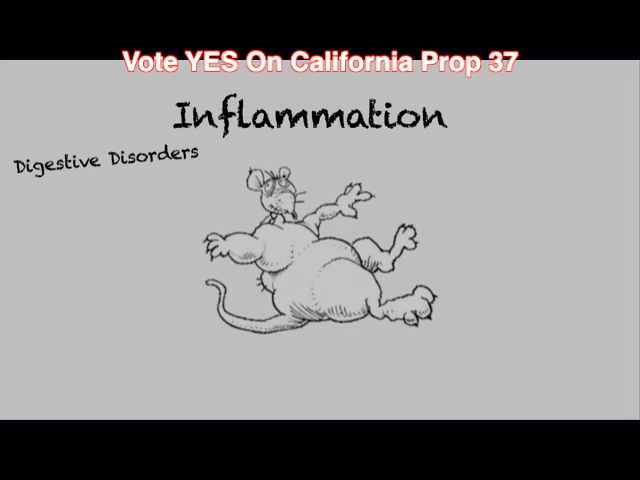 Vote YES On California Prop 37
Inflammation
Digestive Disorders